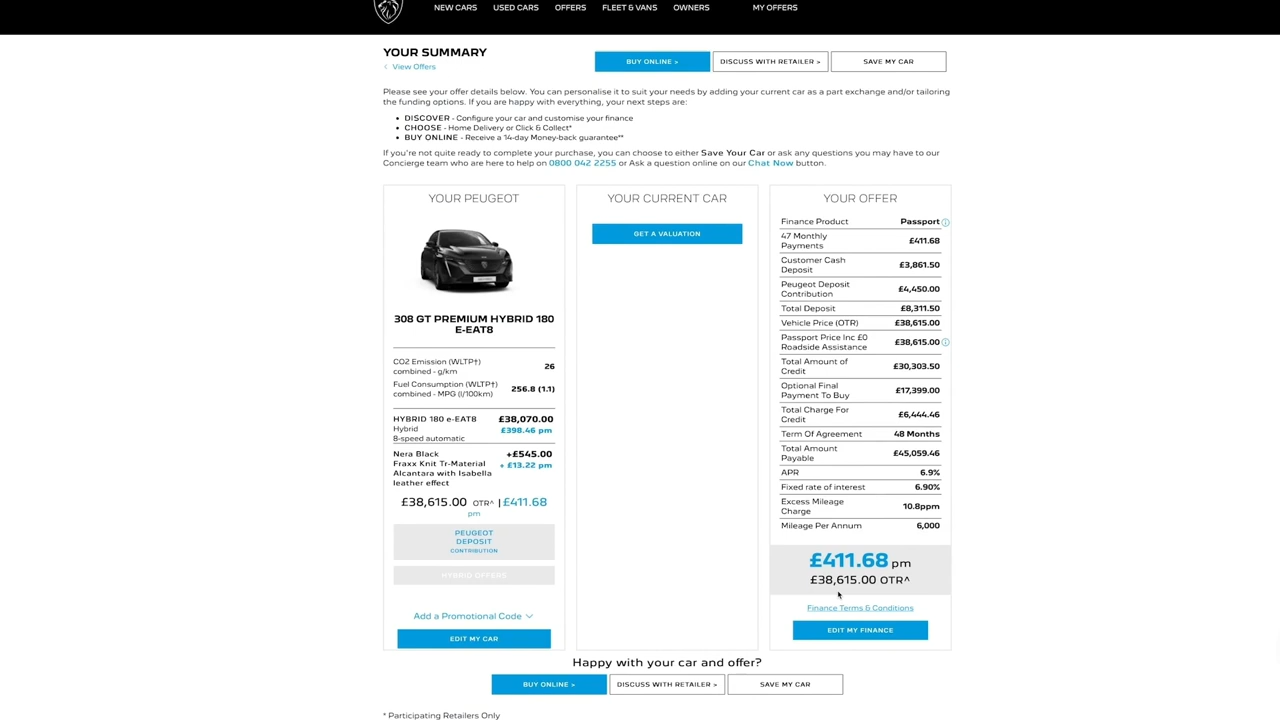 NEW CARS USED CARS OFFERS FLEET & VANS OWNERS MY OFFERS
YOUR SUMMARY
View Offers
BUY ONLINE >
DISCUSS WITH RETAILER >
SAVE MY CAR
Please see your offer details below. You can personalise it to suit your needs by adding your current car as a part exchange and/or tailoring
the funding options. If you are happy with everything, your next steps are:
• DISCOVER - Configure your car and customise your finance
• CHOOSE - Home Delivery or Click & Collect*
• BUY ONLINE - Receive a 14-day Money-back guarantee**
If you're not quite ready to complete your purchase, you can choose to either Save Your Car or ask any questions you may have to our
Concierge team who are here to help on 0800 042 2255 or Ask a question online on our Chat Now button.
YOUR PEUGEOT
308 GT PREMIUM HYBRID 180
E-EAT8
CO2 Emission (WLTP†)
combined - g/km
26
Fuel Consumption (WLTP†)
combined - MPG (l/100km)
256.8 (1.1)
HYBRID 180 e-EAT8 £38,070.00
Hybrid £398.46 pm
8-speed automatic
Nera Black +£545.00
Fraxx Knit Tr-Material + £13.22 pm
Alcantara with Isabella
leather effect
£38,615.00 OTR^ | £411.68
pm
PEUGEOT
DEPOSIT
CONTRIBUTION
HYBRID OFFERS
Add a Promotional Code
EDIT MY CAR
YOUR CURRENT CAR
GET A VALUATION
YOUR OFFER
Finance Product Passport
47 Monthly
Payments
£411.68
Customer Cash
Deposit
£3,861.50
Peugeot Deposit
Contribution
£4,450.00
Total Deposit £8,311.50
Vehicle Price (OTR) £38,615.00
Passport Price Inc £0
Roadside Assistance
£38,615.00
Total Amount of
Credit
£30,303.50
Optional Final
Payment To Buy
£17,399.00
Total Charge For
Credit
£6,444.46
Term Of Agreement 48 Months
Total Amount
Payable
£45,059.46
APR 6.9%
Fixed rate of interest 6.90%
Excess Mileage
Charge
10.8ppm
Mileage Per Annum 6,000
£411.68 pm
£38,615.00 OTR^
Finance Terms & Conditions
EDIT MY FINANCE
Happy with your car and offer?
BUY ONLINE >
DISCUSS WITH RETAILER >
SAVE MY CAR
* Participating Retailers Only